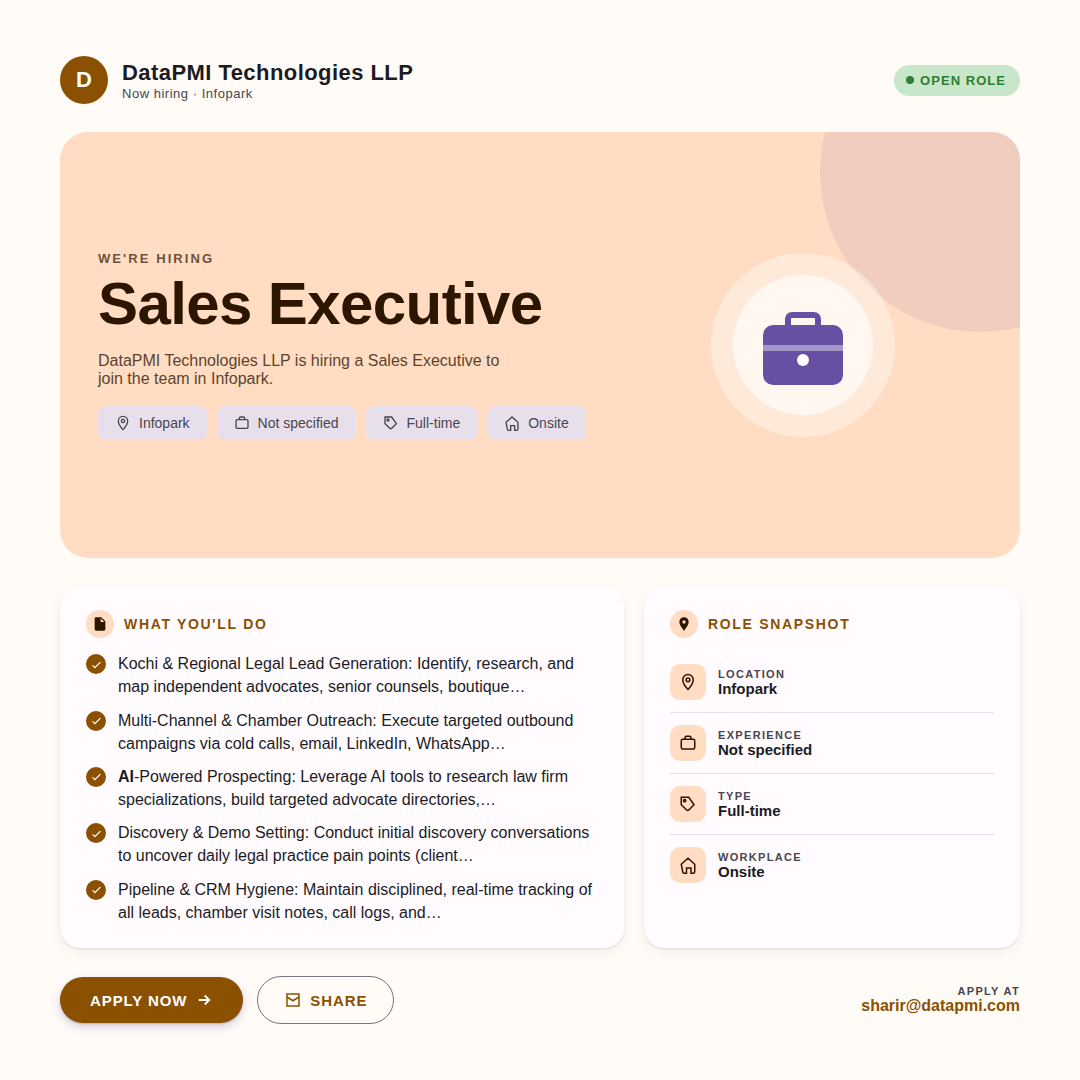 D
DataPMI Technologies LLP
Now hiring · Infopark
OPEN ROLE
WE'RE HIRING
Sales Executive
DataPMI Technologies LLP is hiring a Sales Executive to
join the team in Infopark.
Infopark
Not specified
Full-time
Onsite
WHAT YOU'LL DO
Kochi & Regional Legal Lead Generation: Identify, research, and
map independent advocates, senior counsels, boutique…
Multi-Channel & Chamber Outreach: Execute targeted outbound
campaigns via cold calls, email, LinkedIn, WhatsApp…
AI-Powered Prospecting: Leverage AI tools to research law firm
specializations, build targeted advocate directories,…
Discovery & Demo Setting: Conduct initial discovery conversations
to uncover daily legal practice pain points (client…
Pipeline & CRM Hygiene: Maintain disciplined, real-time tracking of
all leads, chamber visit notes, call logs, and…
ROLE SNAPSHOT
LOCATION
Infopark
EXPERIENCE
Not specified
TYPE
Full-time
WORKPLACE
Onsite
APPLY NOW
SHARE
APPLY AT
sharir@datapmi.com